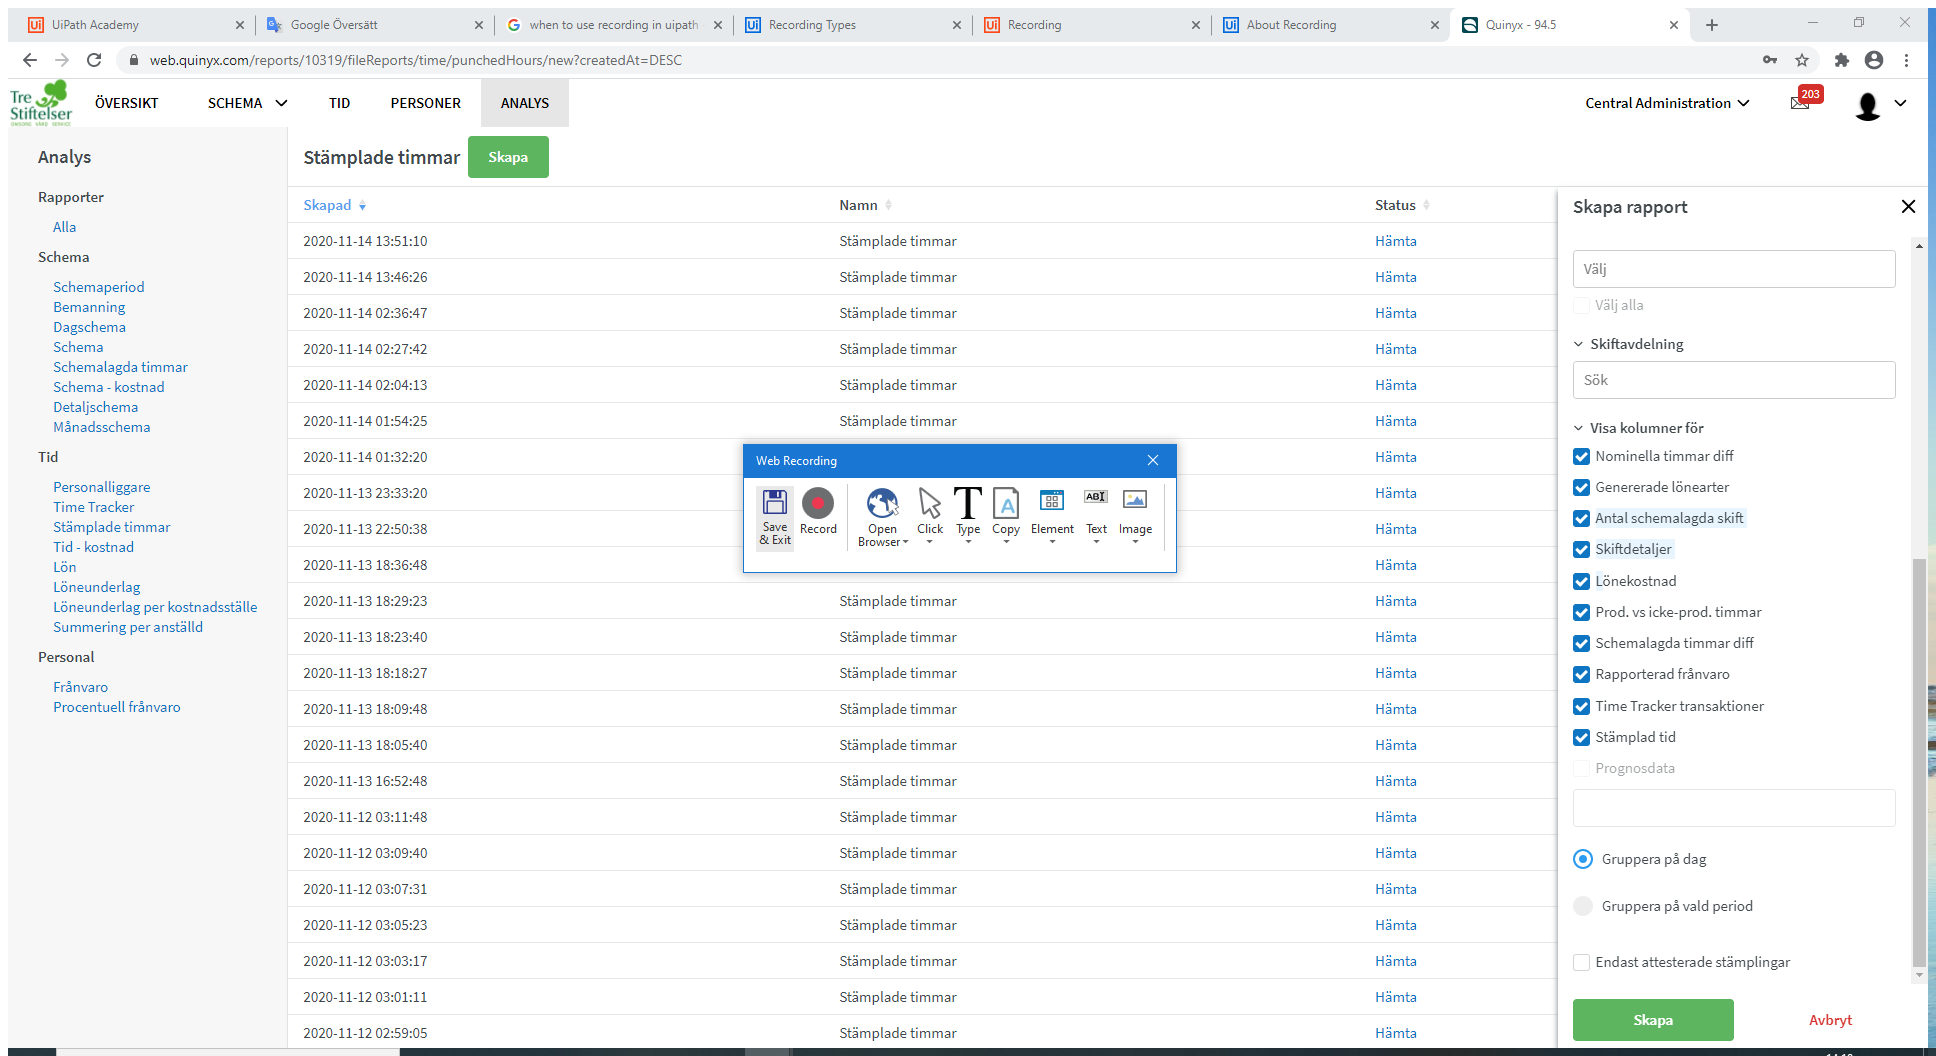 UiPath Academy
Google Översätt
when to use recording in uipath
Recording Types
Recording
About Recording
Quinyx - 94.5
web.quinyx.com/reports/10319/fileReports/time/punchedHours/new?createdAt=DESC
Tre
Stiftelser
OMSORG VÅRD SERVICE
ÖVERSIKT
SCHEMA
TID
PERSONER
ANALYS
Central Administration
203
Analys
Rapporter
Alla
Schema
Schemaperiod
Bemanning
Dagschema
Schema
Schemalagda timmar
Schema - kostnad
Detaljschema
Månadsschema
Tid
Personalliggare
Time Tracker
Stämplade timmar
Tid - kostnad
Lön
Löneunderlag
Löneunderlag per kostnadsställe
Summering per anställd
Personal
Frånvaro
Procentuell frånvaro
Stämplade timmar
Skapa
Skapad Namn Status
2020-11-14 13:51:10 Stämplade timmar Hämta
2020-11-14 13:46:26 Stämplade timmar Hämta
2020-11-14 02:36:47 Stämplade timmar Hämta
2020-11-14 02:27:42 Stämplade timmar Hämta
2020-11-14 02:04:13 Stämplade timmar Hämta
2020-11-14 01:54:25 Stämplade timmar Hämta
2020-11-14 01:32:20 Hämta
2020-11-13 23:33:20 Hämta
2020-11-13 22:50:38 Hämta
2020-11-13 18:36:48 Hämta
2020-11-13 18:29:23 Stämplade timmar Hämta
2020-11-13 18:23:40 Stämplade timmar Hämta
2020-11-13 18:18:27 Stämplade timmar Hämta
2020-11-13 18:09:48 Stämplade timmar Hämta
2020-11-13 18:05:40 Stämplade timmar Hämta
2020-11-13 16:52:48 Stämplade timmar Hämta
2020-11-12 03:11:48 Stämplade timmar Hämta
2020-11-12 03:09:40 Stämplade timmar Hämta
2020-11-12 03:07:31 Stämplade timmar Hämta
2020-11-12 03:05:23 Stämplade timmar Hämta
2020-11-12 03:03:17 Stämplade timmar Hämta
2020-11-12 03:01:11 Stämplade timmar Hämta
2020-11-12 02:59:05 Stämplade timmar Hämta
Web Recording
Save
& Exit
Record
Open
Browser
Click
Type
Copy
Element
Text
Image
Skapa rapport
Välj
Välj alla
Skiftavdelning
Sök
Visa kolumner för
Nominella timmar diff
Genererade lönearter
Antal schemalagda skift
Skiftdetaljer
Lönekostnad
Prod. vs icke-prod. timmar
Schemalagda timmar diff
Rapporterad frånvaro
Time Tracker transaktioner
Stämplad tid
Prognosdata
Gruppera på dag
Gruppera på vald period
Endast attesterade stämplingar
Skapa
Avbryt